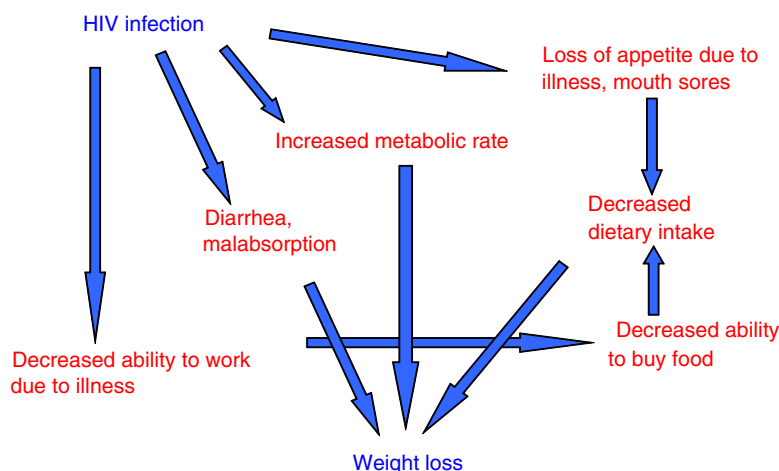 HIV infection
Loss of appetite due to
illness, mouth sores
Increased metabolic rate
Diarrhea,
malabsorption
Decreased
dietary intake
Decreased ability to work
due to illness
Decreased ability
to buy food
Weight loss